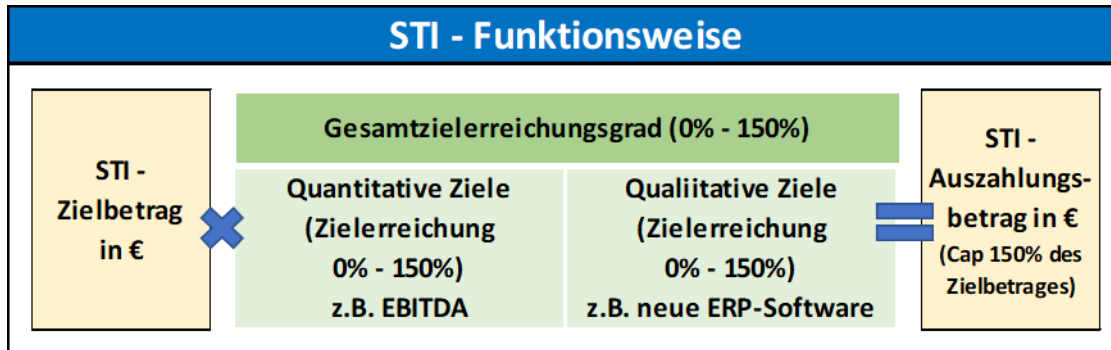 STI - Funktionsweise
STI -
Zielbetrag
in €
Gesamtzielerreichungsgrad (0% - 150%)
Quantitative Ziele
(Zielerreichung
0% - 150%)
z.B. EBITDA
Qualiitative Ziele
(Zielerreichung
0% - 150%)
z.B. neue ERP-Software
STI -
Auszahlungs-
betrag in €
(Cap 150% des
Zielbetrages)